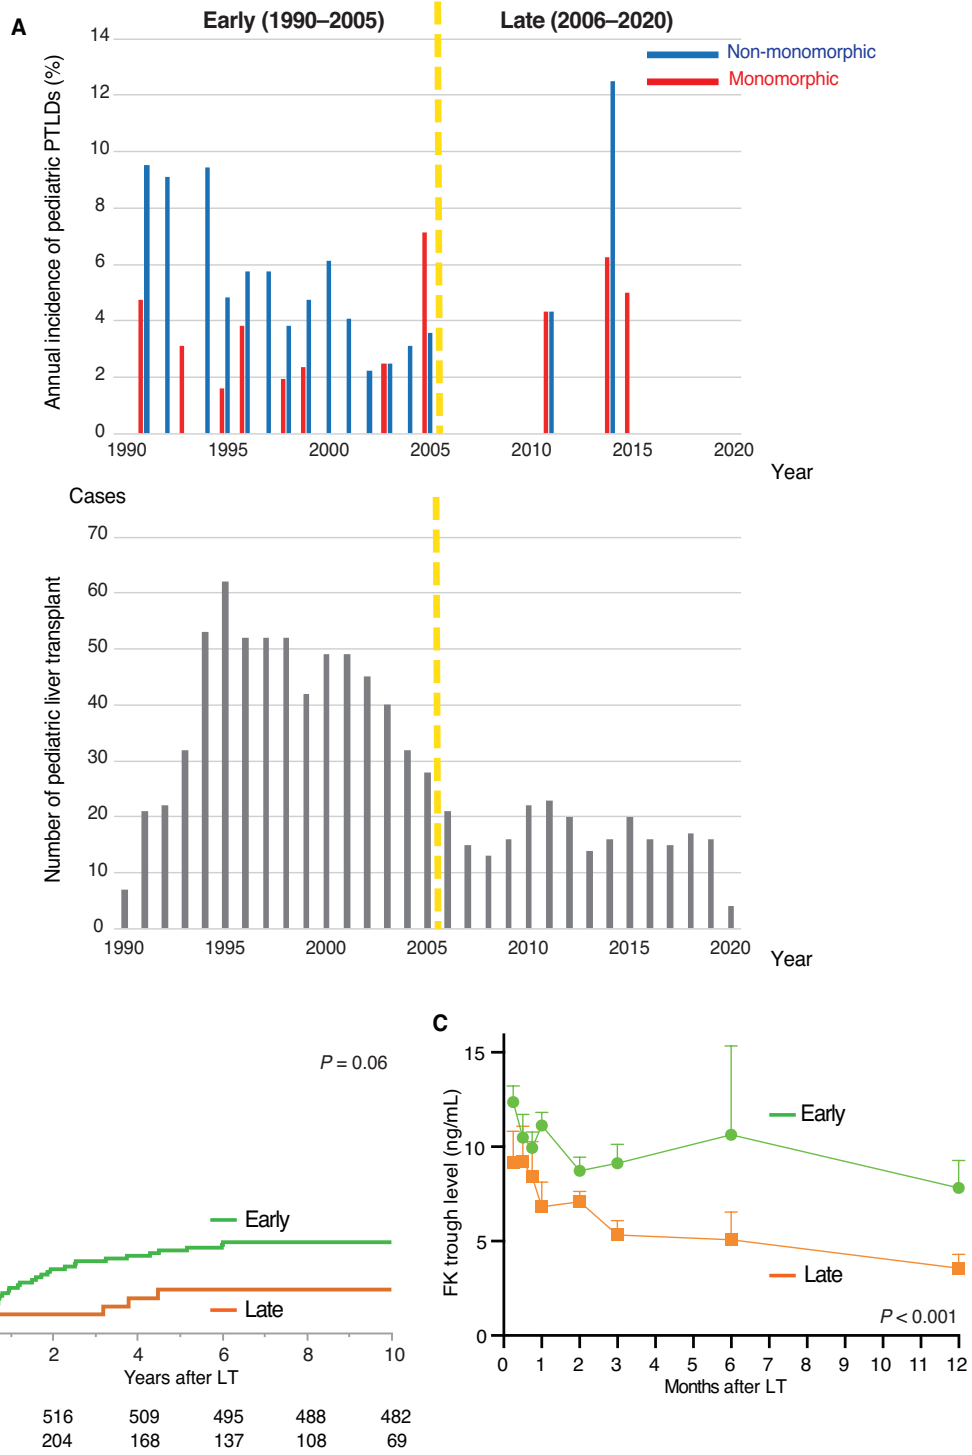 A
Early (1990–2005)
Late (2006–2020)
Non-monomorphic
Monomorphic
Annual incidence of pediatric PTLDs (%)
14
12
10
8
6
4
2
0
1990 1995 2000 2005 2010 2015 2020
Year
Cases
Number of pediatric liver transplant
70
60
50
40
30
20
10
0
1990 1995 2000 2005 2010 2015 2020
Year
P = 0.06
Early
Late
2 4 6 8 10
Years after LT
516 509 495 488 482
204 168 137 108 69
C
FK trough level (ng/mL)
15
10
5
0
Early
Late
P < 0.001
0 1 2 3 4 5 6 7 8 9 10 11 12
Months after LT